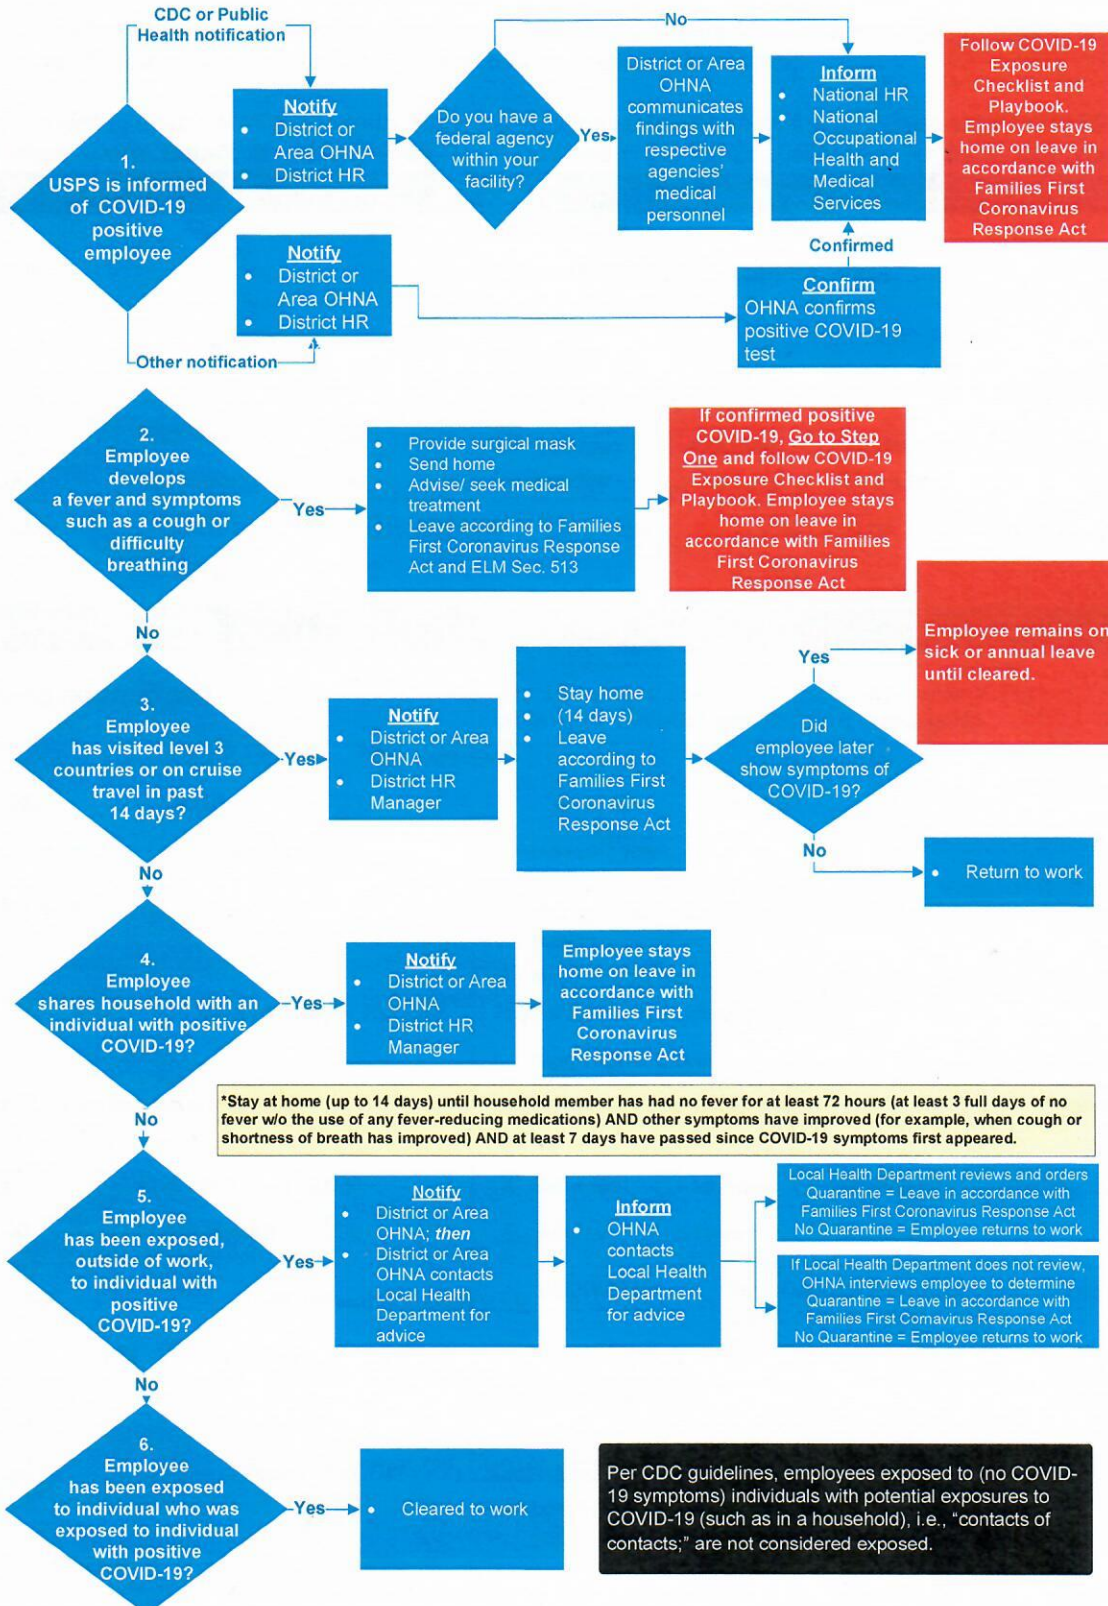 CDC or Public
Health notification
1.
USPS is informed
of COVID-19
positive
employee
Notify
• District or
Area OHNA
• District HR
Do you have a
federal agency
within your
facility?
No
Yes
District or Area
OHNA
communicates
findings with
respective
agencies'
medical
personnel
Inform
• National HR
• National
Occupational
Health and
Medical
Services
Follow COVID-19
Exposure
Checklist and
Playbook.
Employee stays
home on leave in
accordance with
Families First
Coronavirus
Response Act
Other notification
Notify
• District or
Area OHNA
• District HR
Confirmed
Confirm
OHNA confirms
positive COVID-19
test
2.
Employee
develops
a fever and symptoms
such as a cough or
difficulty
breathing
Yes
• Provide surgical mask
• Send home
• Advise/ seek medical
treatment
• Leave according to Families
First Coronavirus Response
Act and ELM Sec. 513
If confirmed positive
COVID-19, Go to Step
One and follow COVID-19
Exposure Checklist and
Playbook. Employee stays
home on leave in
accordance with Families
First Coronavirus
Response Act
No
3.
Employee
has visited level 3
countries or on cruise
travel in past
14 days?
Yes
Notify
• District or Area
OHNA
• District HR
Manager
• Stay home
• (14 days)
• Leave
according to
Families First
Coronavirus
Response Act
Did
employee later
show symptoms of
COVID-19?
Yes
Employee remains on
sick or annual leave
until cleared.
No
• Return to work
No
4.
Employee
shares household with an
individual with positive
COVID-19?
Yes
Notify
• District or Area
OHNA
• District HR
Manager
Employee stays
home on leave in
accordance with
Families First
Coronavirus
Response Act
*Stay at home (up to 14 days) until household member has had no fever for at least 72 hours (at least 3 full days of no
fever w/o the use of any fever-reducing medications) AND other symptoms have improved (for example, when cough or
shortness of breath has improved) AND at least 7 days have passed since COVID-19 symptoms first appeared.
No
5.
Employee
has been exposed,
outside of work,
to individual with
positive
COVID-19?
Yes
Notify
• District or Area
OHNA; then
• District or Area
OHNA contacts
Local Health
Department for
advice
Inform
• OHNA
contacts
Local Health
Department
for advice
Local Health Department reviews and orders
Quarantine = Leave in accordance with
Families First Coronavirus Response Act
No Quarantine = Employee returns to work
If Local Health Department does not review,
OHNA interviews employee to determine
Quarantine = Leave in accordance with
Families First Cornavirus Response Act
No Quarantine = Employee returns to work
No
6.
Employee
has been exposed
to individual who was
exposed to individual
with positive
COVID-19?
Yes
• Cleared to work
Per CDC guidelines, employees exposed to (no COVID-
19 symptoms) individuals with potential exposures to
COVID-19 (such as in a household), i.e., "contacts of
contacts;" are not considered exposed.